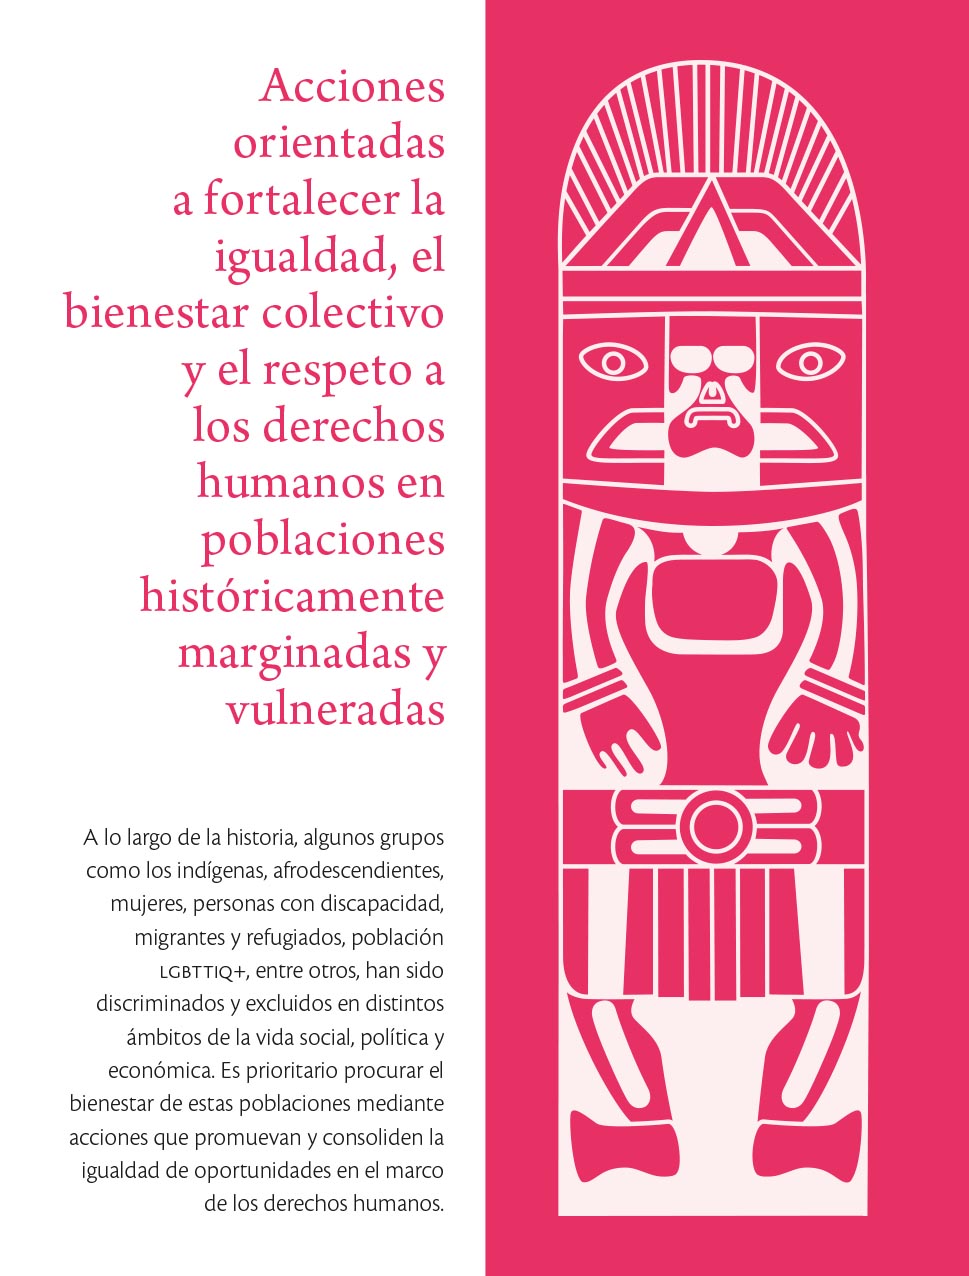 Acciones
orientadas
a fortalecer la
igualdad, el
bienestar colectivo
y el respeto a
los derechos
humanos en
poblaciones
históricamente
marginadas y
vulneradas
A lo largo de la historia, algunos grupos
como los indígenas, afrodescendientes,
mujeres, personas con discapacidad,
migrantes y refugiados, población
LGBTTIQ+, entre otros, han sido
discriminados y excluidos en distintos
ámbitos de la vida social, política y
económica. Es prioritario procurar el
bienestar de estas poblaciones mediante
acciones que promuevan y consoliden la
igualdad de oportunidades en el marco
de los derechos humanos.